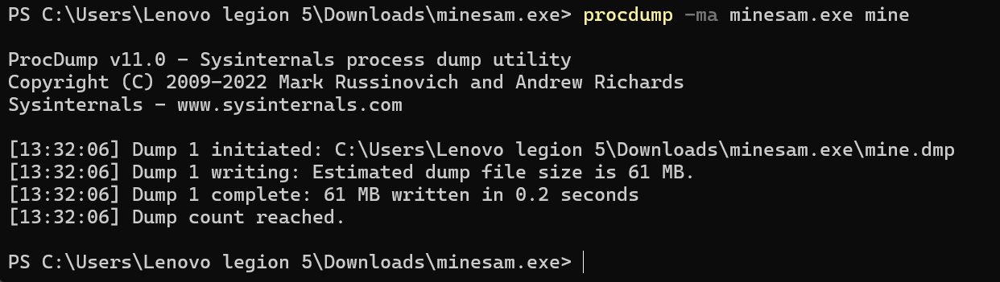 PS C:\Users\Lenovo legion 5\Downloads\minesam.exe> procdump -ma minesam.exe mine
ProcDump v11.0 - Sysinternals process dump utility
Copyright (C) 2009-2022 Mark Russinovich and Andrew Richards
Sysinternals - www.sysinternals.com
[13:32:06] Dump 1 initiated: C:\Users\Lenovo legion 5\Downloads\minesam.exe\mine.dmp
[13:32:06] Dump 1 writing: Estimated dump file size is 61 MB.
[13:32:06] Dump 1 complete: 61 MB written in 0.2 seconds
[13:32:06] Dump count reached.
PS C:\Users\Lenovo legion 5\Downloads\minesam.exe>